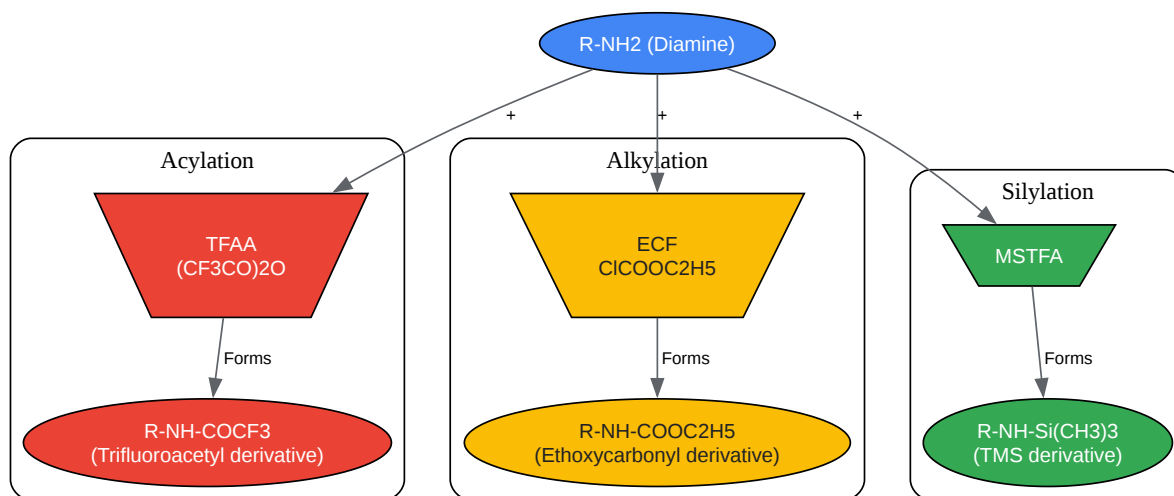 R-NH2 (Diamine)
+
+
+
Acylation
Alkylation
Silylation
TFAA
(CF3CO)2O
ECF
ClCOOC2H5
MSTFA
Forms
Forms
Forms
R-NH-COCF3
(Trifluoroacetyl derivative)
R-NH-COOC2H5
(Ethoxycarbonyl derivative)
R-NH-Si(CH3)3
(TMS derivative)